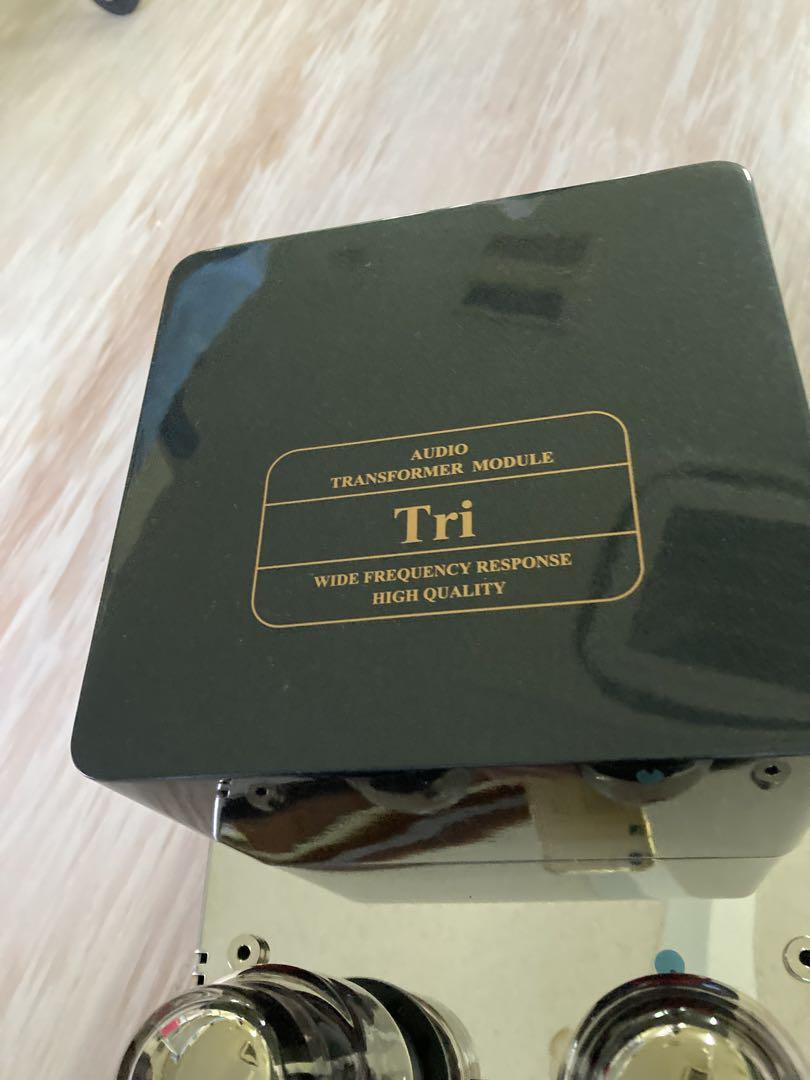 AUDIO
TRANSFORMER MODULE
Tri
WIDE FREQUENCY RESPONSE
HIGH QUALITY